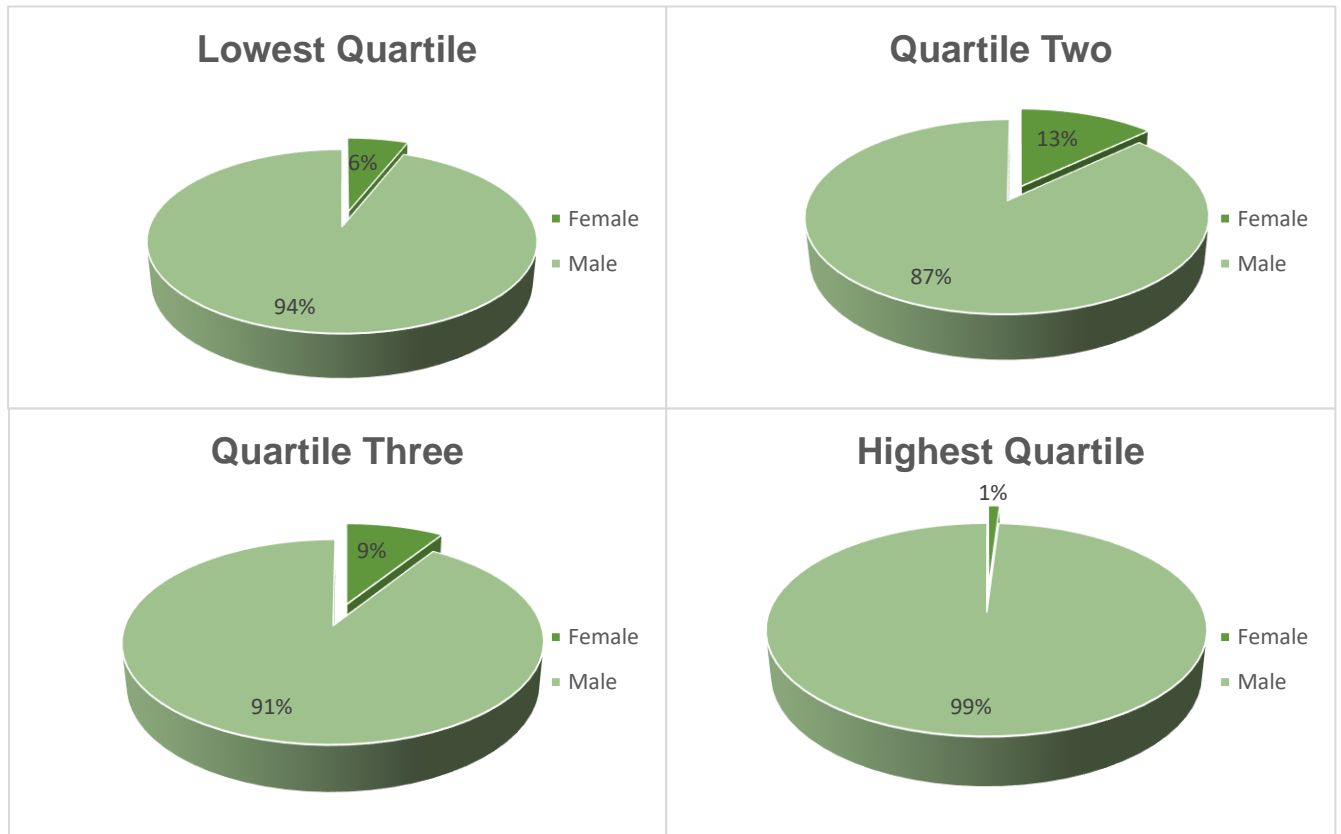 Lowest Quartile
6%
94%
Female
Male
Quartile Two
13%
87%
Female
Male
Quartile Three
9%
91%
Female
Male
Highest Quartile
1%
99%
Female
Male